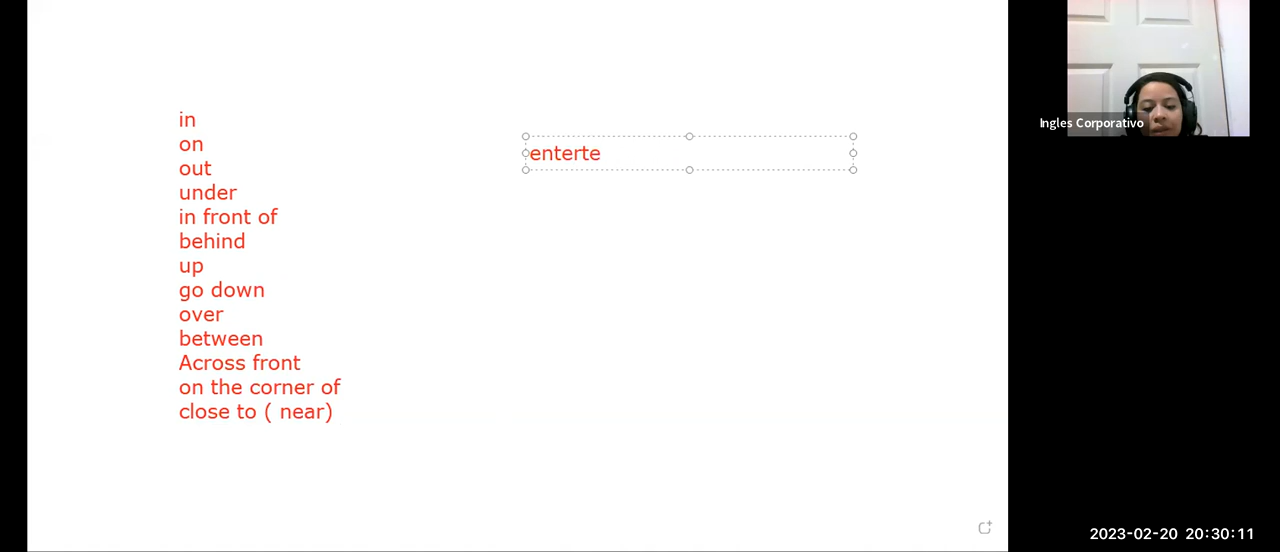 in
on
out
under
in front of
behind
up
go down
over
between
Across front
on the corner of
close to ( near)
enterte
Ingles Corporativo
2023-02-20 20:30:11